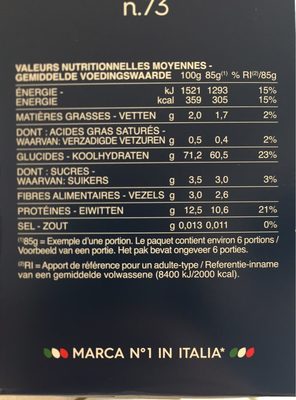 n.73
VALEURS NUTRITIONNELLES MOYENNES -
GEMIDDELDE VOEDINGSWAARDE 100g 85g(1) % RI(2)/85g
ÉNERGIE - kJ 1521 1293 15%
ENERGIE kcal 359 305 15%
MATIÈRES GRASSES - VETTEN g 2,0 1,7 2%
DONT : ACIDES GRAS SATURÉS -
WAARVAN: VERZADIGDE VETZUREN g 0,5 0,4 2%
GLUCIDES - KOOLHYDRATEN g 71,2 60,5 23%
DONT : SUCRES -
WAARVAN: SUIKERS g 3,5 3,0 3%
FIBRES ALIMENTAIRES - VEZELS g 3,0 2,6
PROTÉINES - EIWITTEN g 12,5 10,6 21%
SEL - ZOUT g 0,013 0,011 0%
(1)85g = Exemple d'une portion. Le paquet contient environ 6 portions /
Voorbeeld van een portie. Het pak bevat ongeveer 6 porties.
(2)RI = Apport de référence pour un adulte-type / Referentie-inname
van een gemiddelde volwassene (8400 kJ/2000 kcal).
MARCA N°1 IN ITALIA*